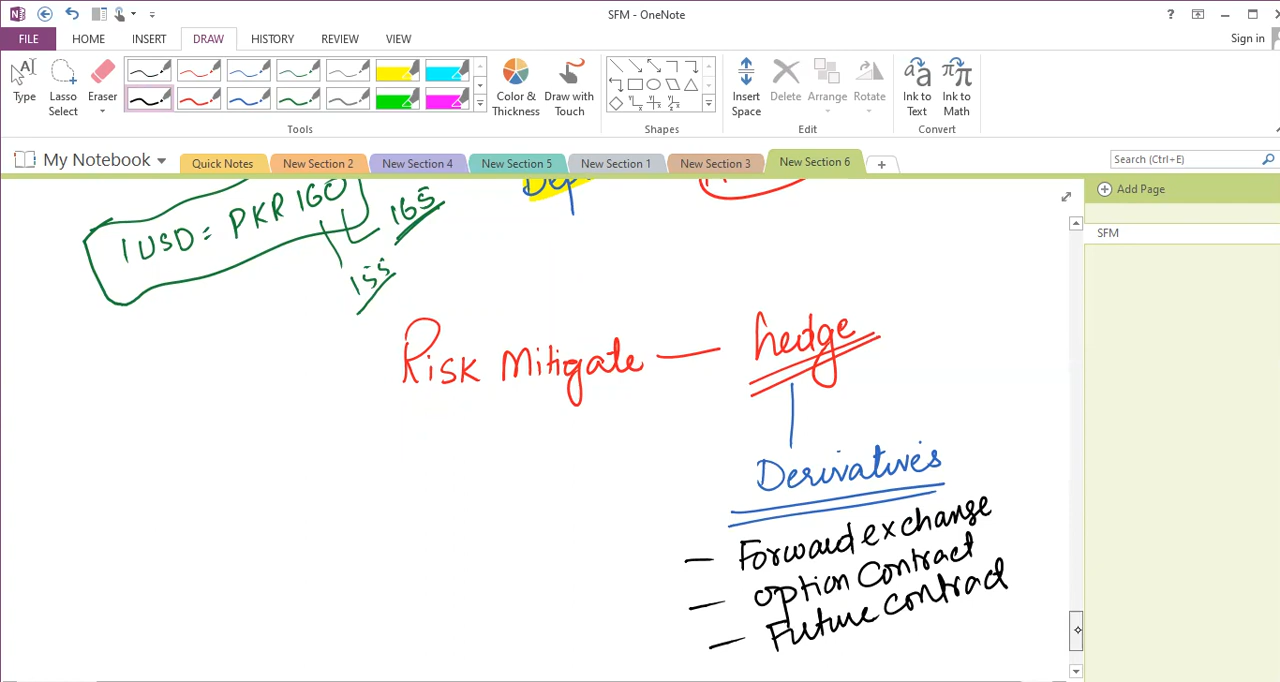 SFM - OneNote
?
Sign in
FILE HOME INSERT DRAW HISTORY REVIEW VIEW
Type
Lasso Select
Eraser
Color & Thickness
Draw with Touch
Insert Space
Delete
Arrange
Rotate
Ink to Text
Ink to Math
Tools
Shapes
Edit
Convert
My Notebook
Quick Notes
New Section 2
New Section 4
New Section 5
New Section 1
New Section 3
New Section 6
Search (Ctrl+E)
Add Page
SFM
1 USD = PKR 160
165
155
Risk Mitigate — hedge
Derivatives
— Forward exchange
— option Contract
— Future contract